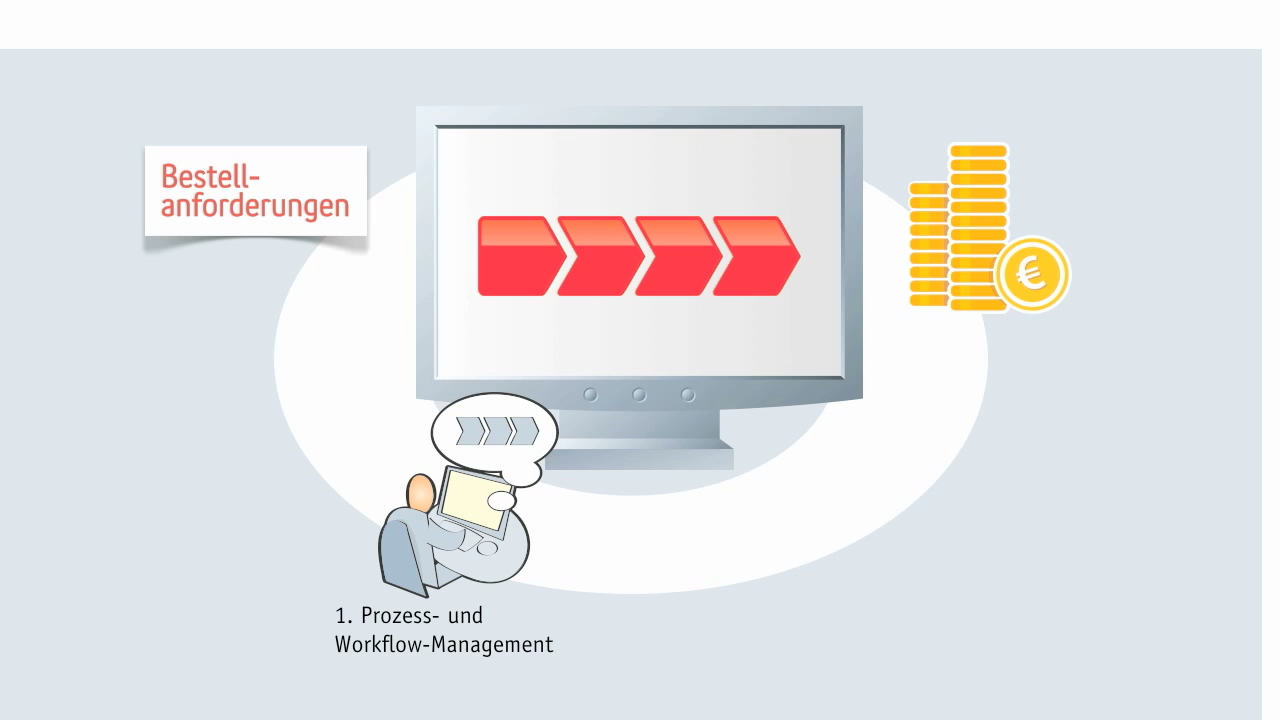 Bestell-
anforderungen
€
1. Prozess- und
Workflow-Management